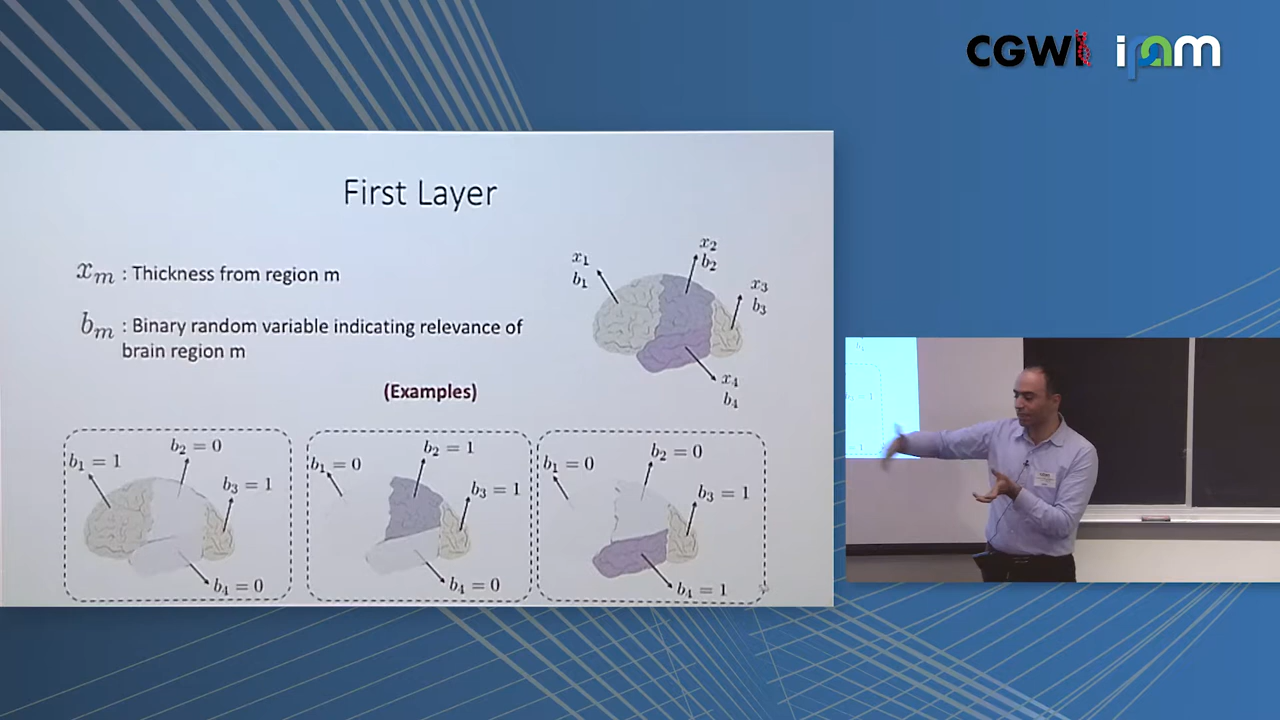 CGWI ipam
First Layer
x_m : Thickness from region m
b_m : Binary random variable indicating relevance of
brain region m
x_1
b_1
x_2
b_2
x_3
b_3
x_4
b_4
(Examples)
b_1 = 1
b_2 = 0
b_3 = 1
b_4 = 0
b_1 = 0
b_2 = 1
b_3 = 1
b_4 = 0
b_1 = 0
b_2 = 0
b_3 = 1
b_4 = 1